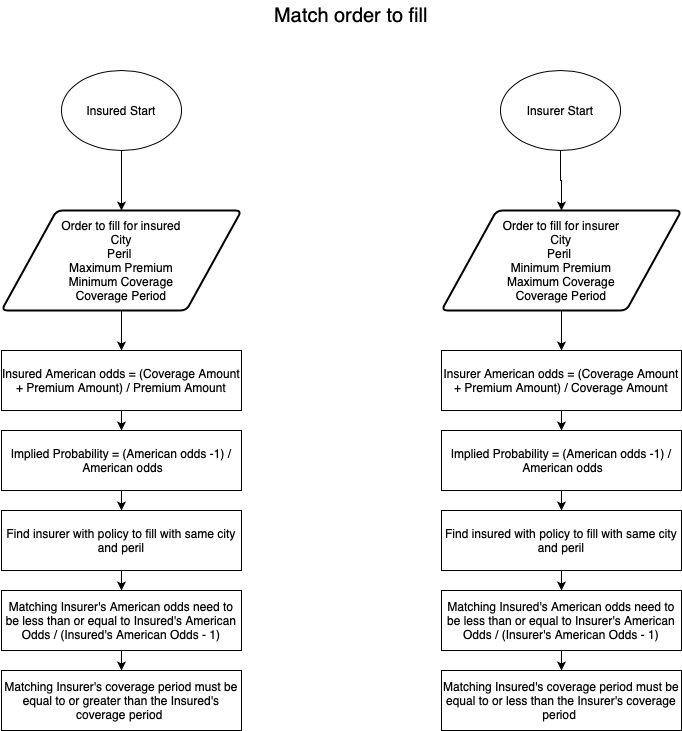 Match order to fill
Insured Start
Order to fill for insured
City
Peril
Maximum Premium
Minimum Coverage
Coverage Period
Insured American odds = (Coverage Amount
+ Premium Amount) / Premium Amount
Implied Probability = (American odds -1) /
American odds
Find insurer with policy to fill with same city
and peril
Matching Insurer's American odds need to
be less than or equal to Insured's American
Odds / (Insured's American Odds - 1)
Matching Insurer's coverage period must be
equal to or greater than the Insured's
coverage period
Insurer Start
Order to fill for insurer
City
Peril
Minimum Premium
Maximum Coverage
Coverage Period
Insurer American odds = (Coverage Amount
+ Premium Amount) / Coverage Amount
Implied Probability = (American odds -1) /
American odds
Find insured with policy to fill with same city
and peril
Matching Insured's American odds need to
be less than or equal to Insurer's American
Odds / (Insurer's American Odds - 1)
Matching Insured's coverage period must be
equal to or less than the Insurer's coverage
period